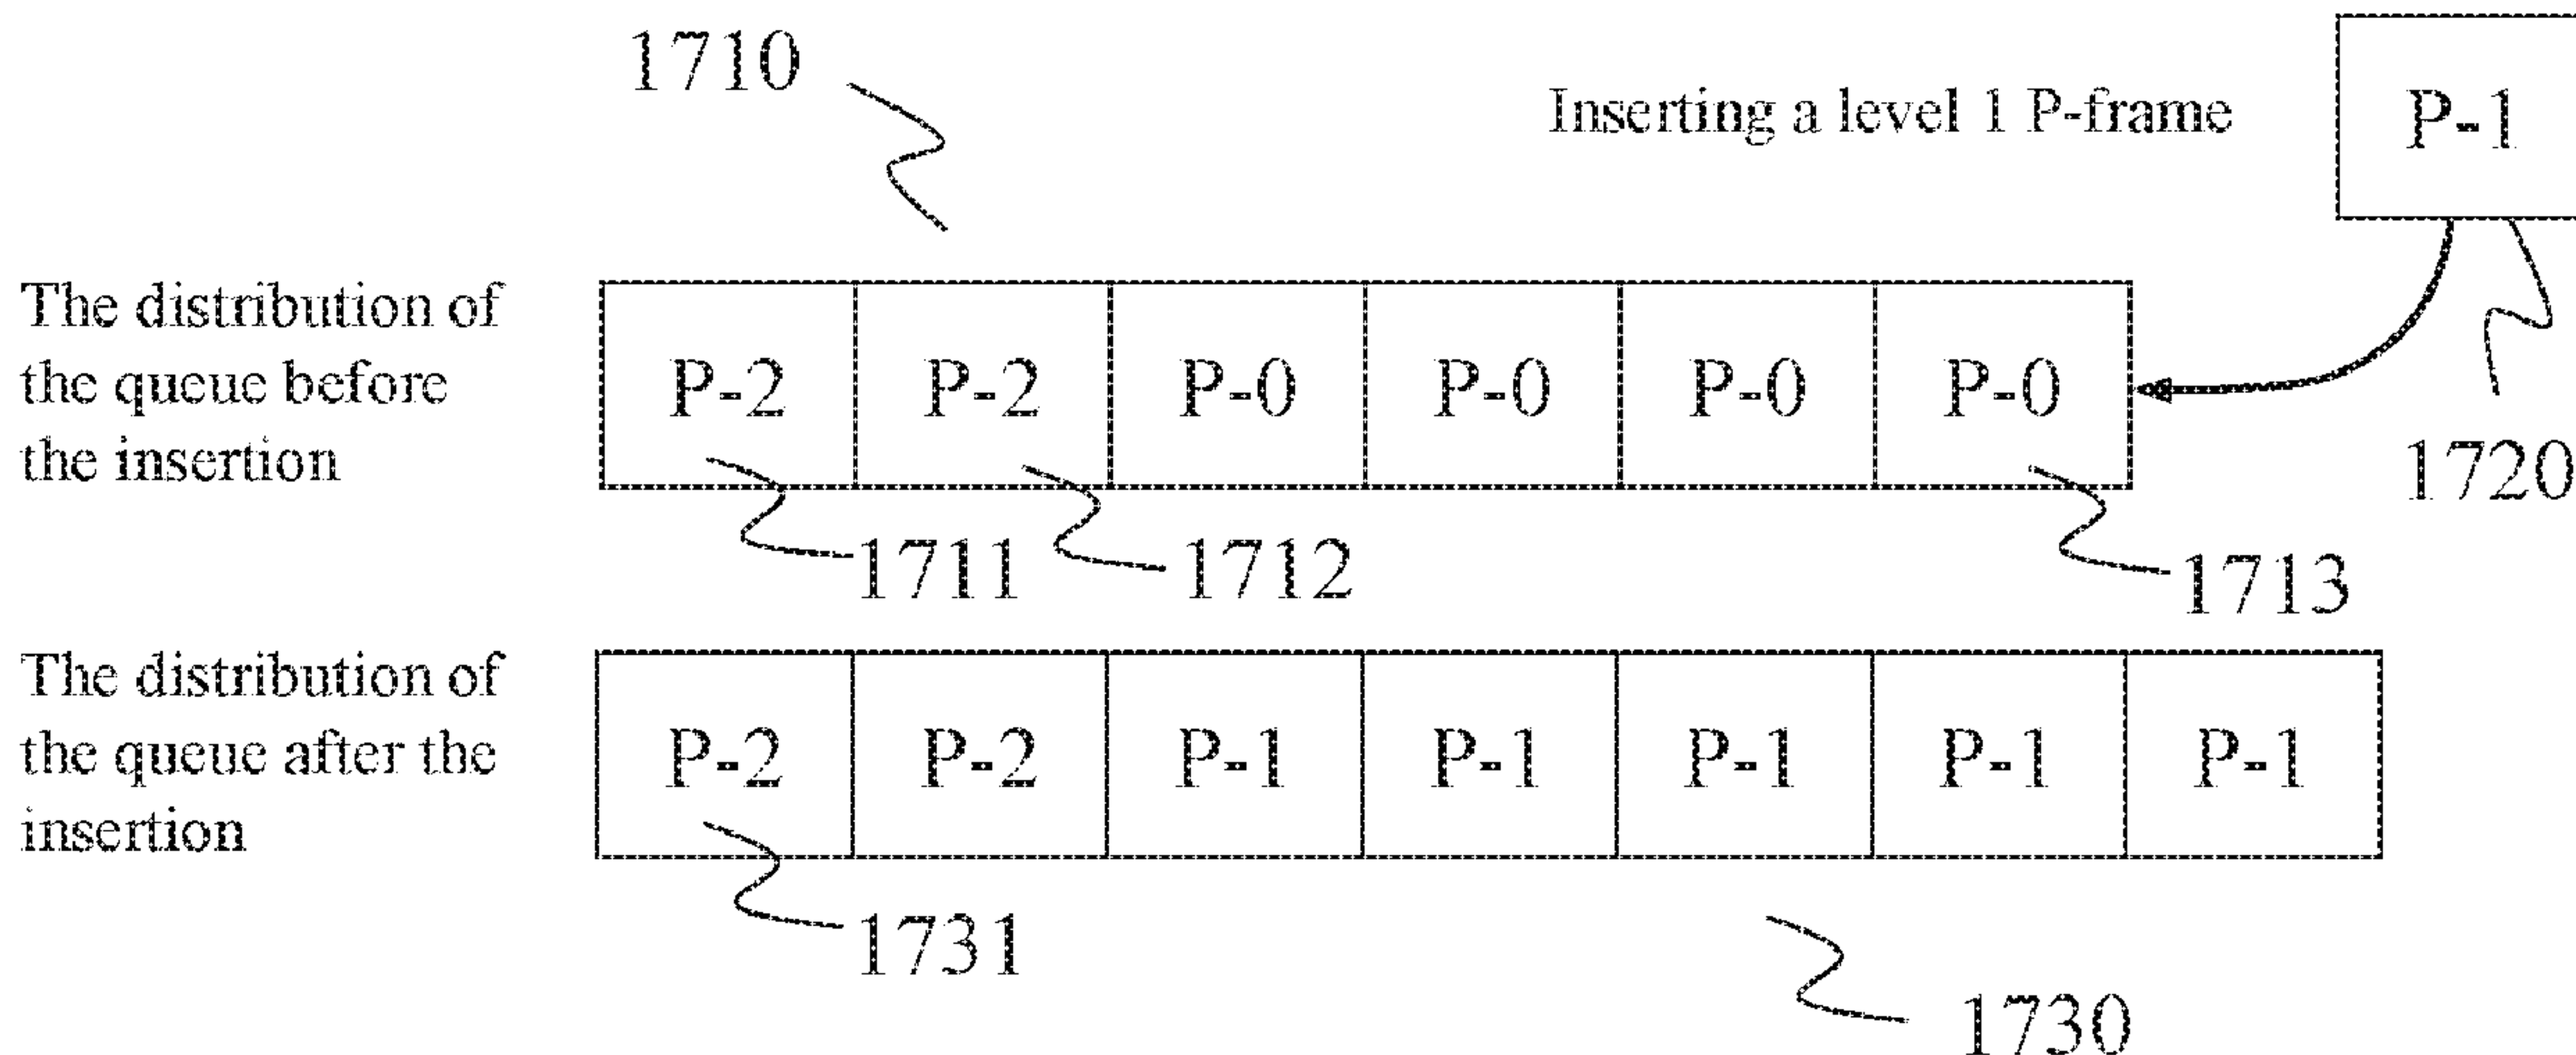 1710
Inserting a level 1 P-frame
P-1
The distribution of
the queue before
the insertion
P-2 P-2 P-0 P-0 P-0 P-0
1720
1711 1712 1713
The distribution of
the queue after the
insertion
P-2 P-2 P-1 P-1 P-1 P-1 P-1
1731
1730